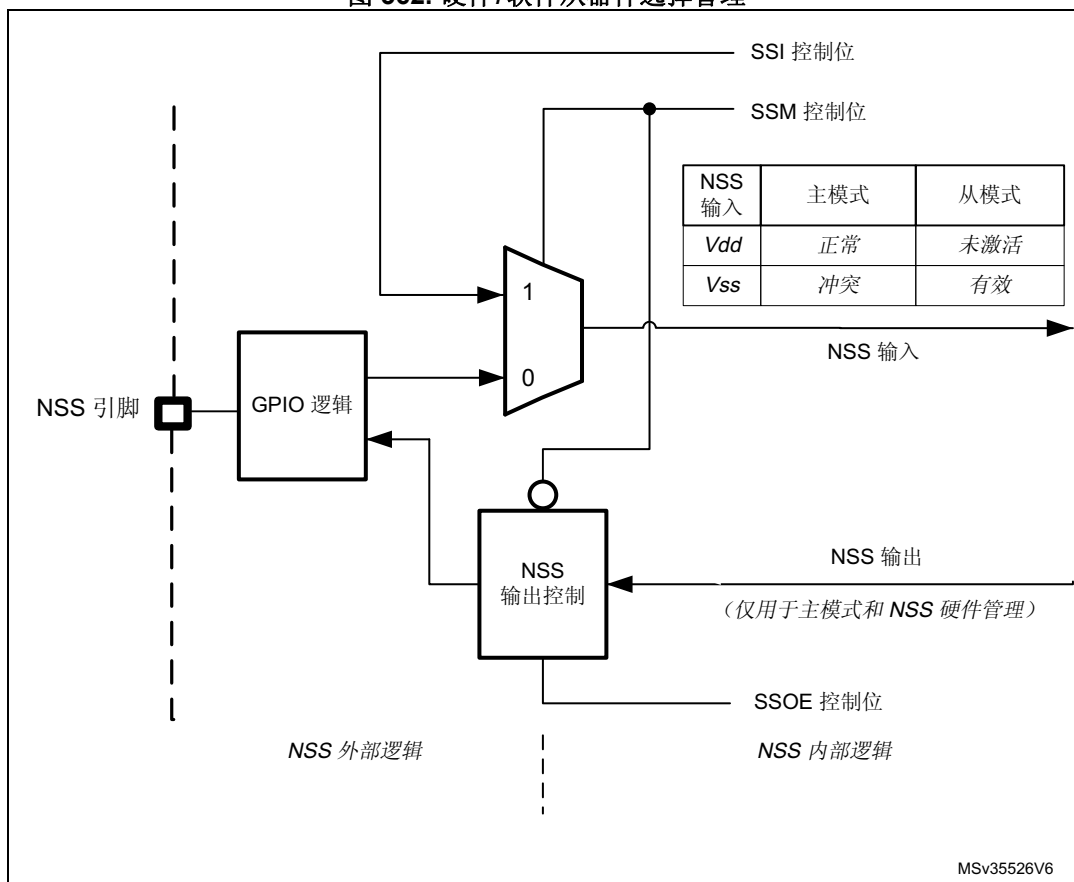 SSI 控制位
SSM 控制位
NSS 输入
主模式
从模式
Vdd
正常
未激活
Vss
冲突
有效
1
0
NSS 输入
NSS 引脚
GPIO 逻辑
NSS
输出控制
NSS 输出
（仅用于主模式和 NSS 硬件管理）
SSOE 控制位
NSS 外部逻辑
NSS 内部逻辑
MSv35526V6